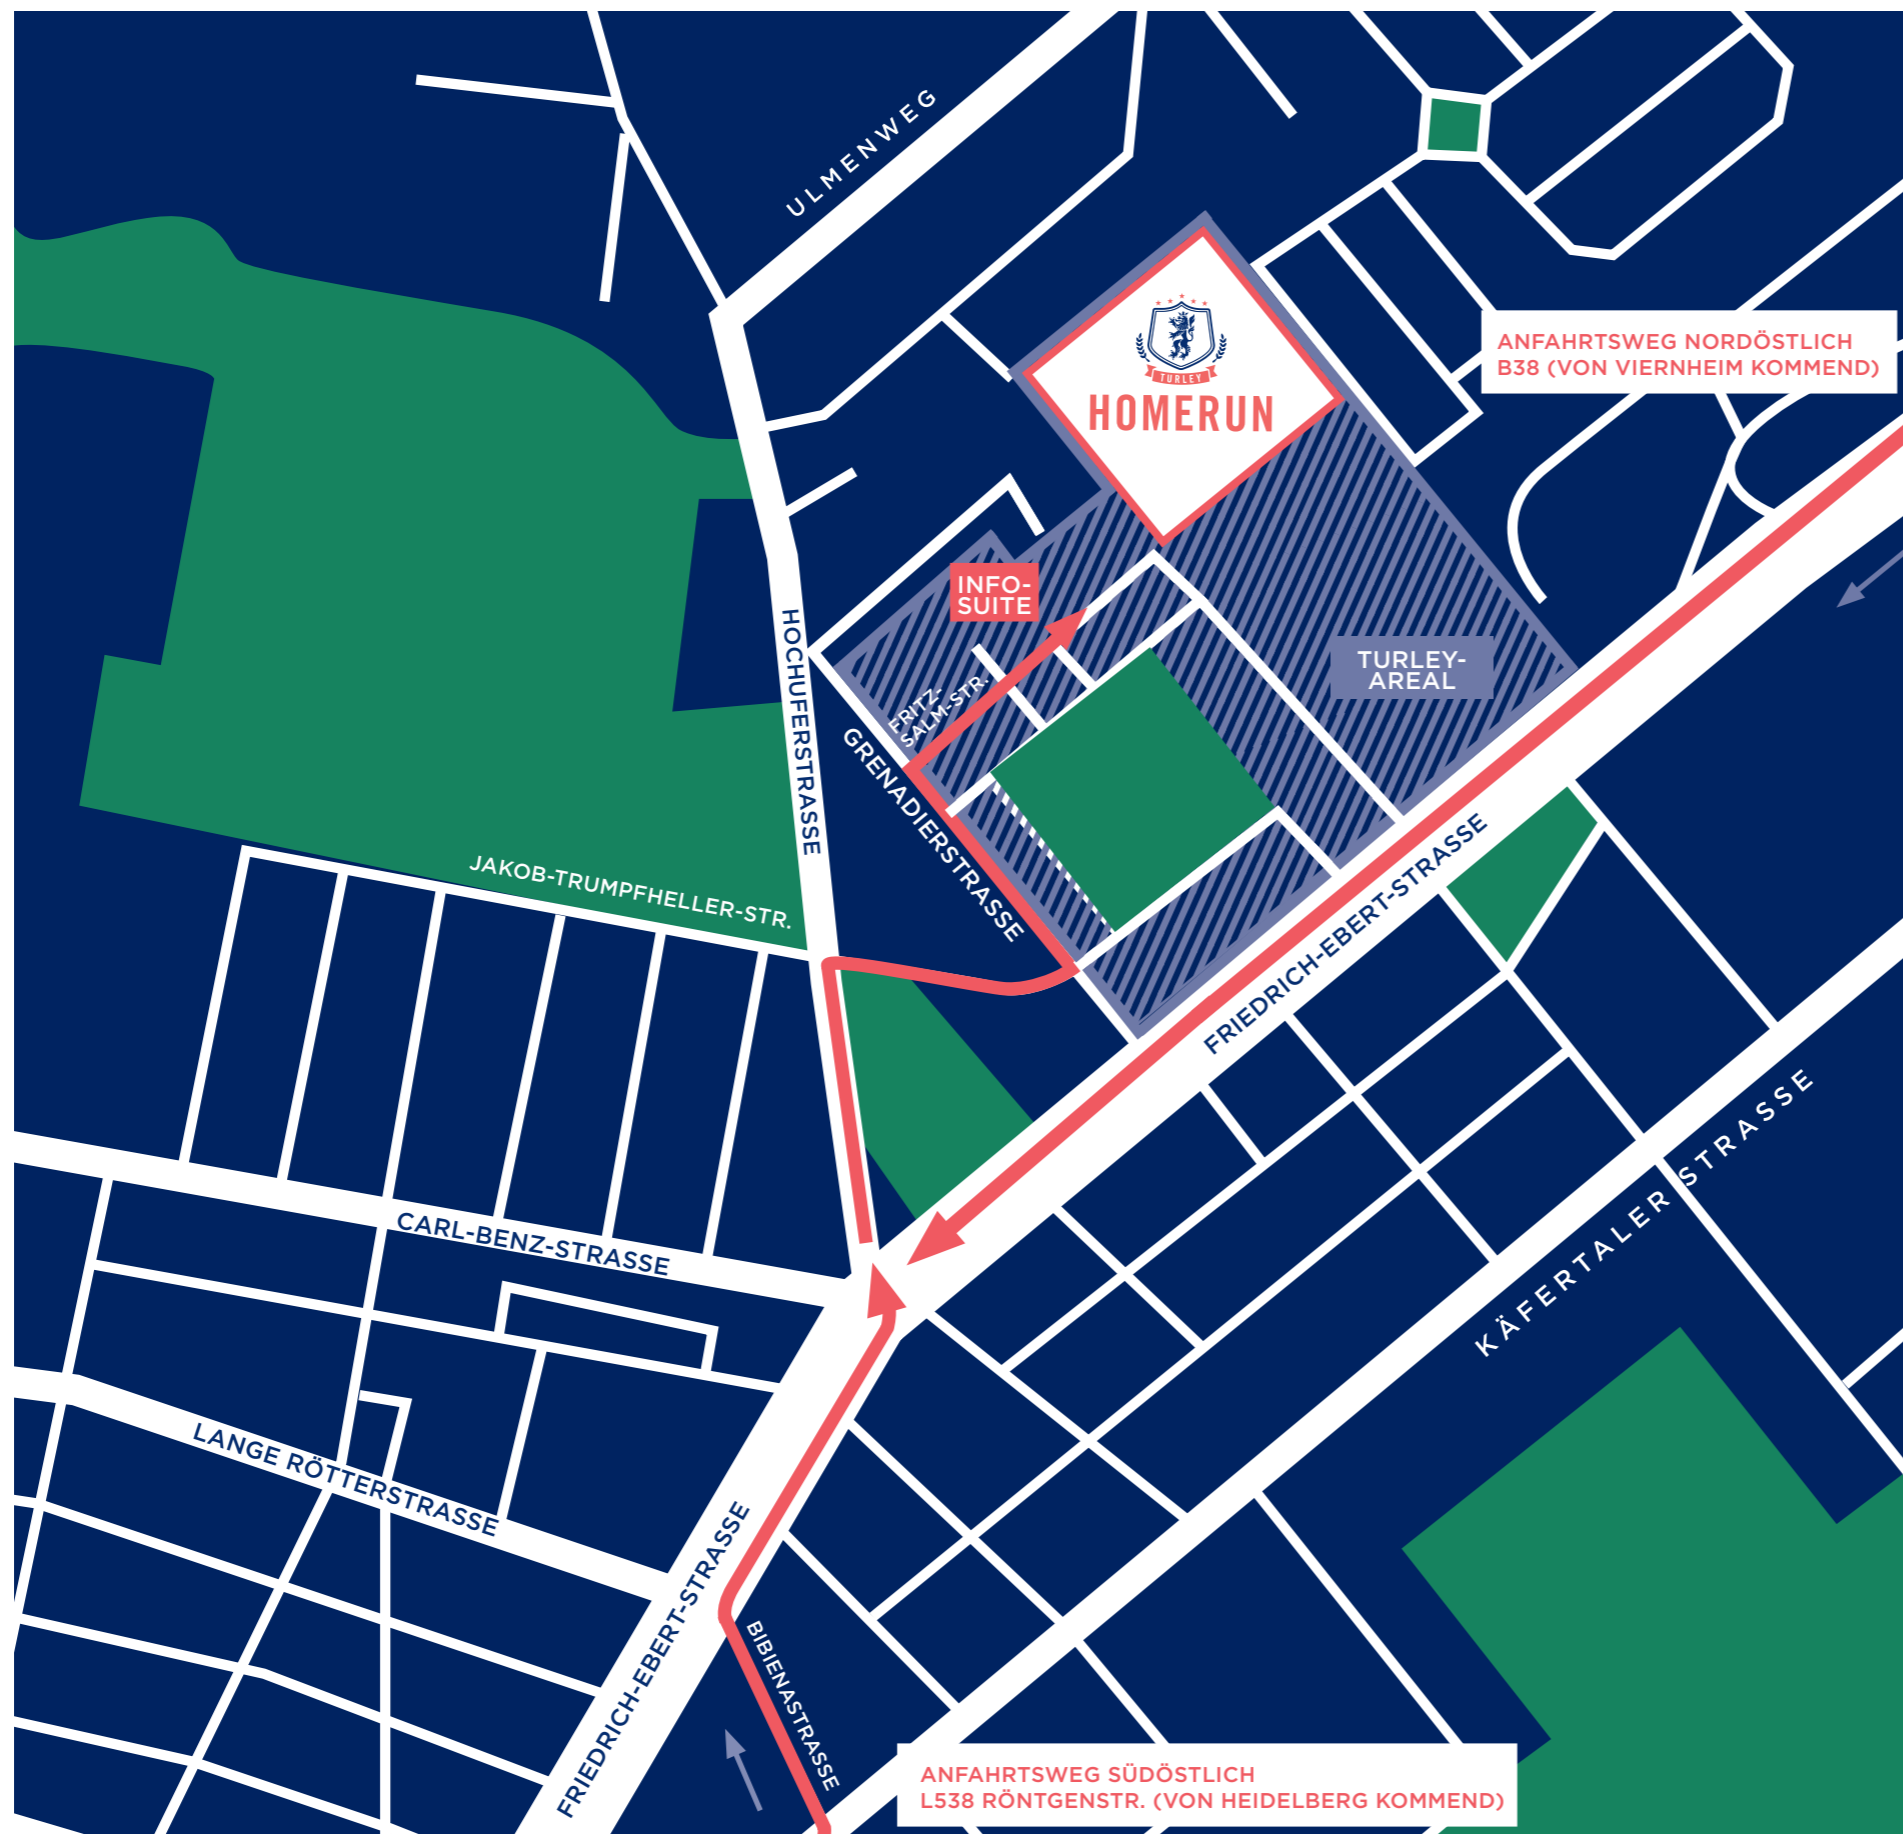 ULMENWEG
ANFAHRTSWEG NORDÖSTLICH
B38 (VON VIERNHEIM KOMMEND)
TURLEY
HOMERUN
INFO-
SUITE
HOCHUFERSTRASSE
TURLEY-
AREAL
FRITZ-
SALM-STR.
GRENADIERSTRASSE
JAKOB-TRUMPFHELLER-STR.
FRIEDRICH-EBERT-STRASSE
KÄFERTALER STRASSE
CARL-BENZ-STRASSE
LANGE RÖTTERSTRASSE
FRIEDRICH-EBERT-STRASSE
BIBIENASTRASSE
ANFAHRTSWEG SÜDÖSTLICH
L538 RÖNTGENSTR. (VON HEIDELBERG KOMMEND)